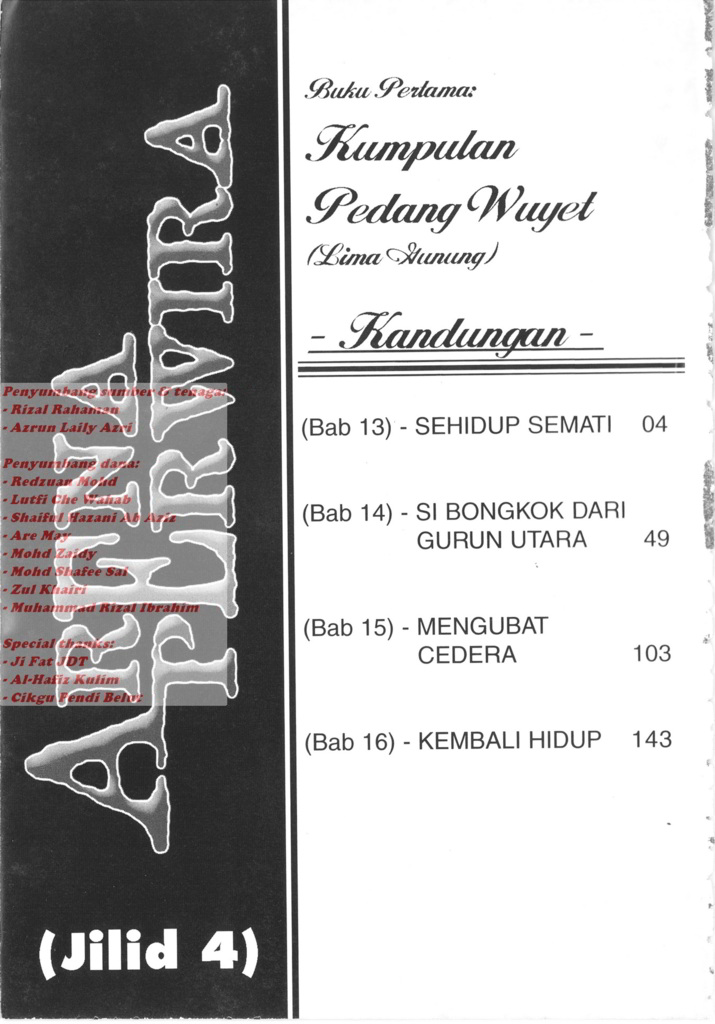 ARENA
PERWIRA
(Jilid 4)
Penyumbang sumber & tenaga:
- Rizal Rahaman
- Azrun Laily Azri
Penyumbang dana:
- Redzuan Mohd
- Lutfi Che Wahab
- Shaiful Hazani Ab Aziz
- Are May
- Mohd Zaidy
- Mohd Shafee Sai
- Zul Khairi
- Muhammad Rizal Ibrahim
Special thanks:
- Ji Fat JDT
- Al-Hafiz Kulim
- Cikgu Pendi Belut
Buku Pertama:
Kumpulan
Pedang Wuyet
(Lima Gunung)
- Kandungan -
(Bab 13) - SEHIDUP SEMATI 04
(Bab 14) - SI BONGKOK DARI
GURUN UTARA 49
(Bab 15) - MENGUBAT
CEDERA 103
(Bab 16) - KEMBALI HIDUP 143